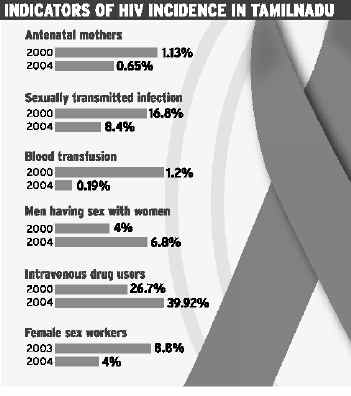 INDICATORS OF HIV INCIDENCE IN TAMILNADU
Antenatal mothers
2000 1.13%
2004 0.65%
Sexually transmitted infection
2000 16.8%
2004 8.4%
Blood transfusion
2000 1.2%
2004 0.19%
Men having sex with women
2000 4%
2004 6.8%
Intravenous drug users
2000 26.7%
2004 39.92%
Female sex workers
2003 8.8%
2004 4%